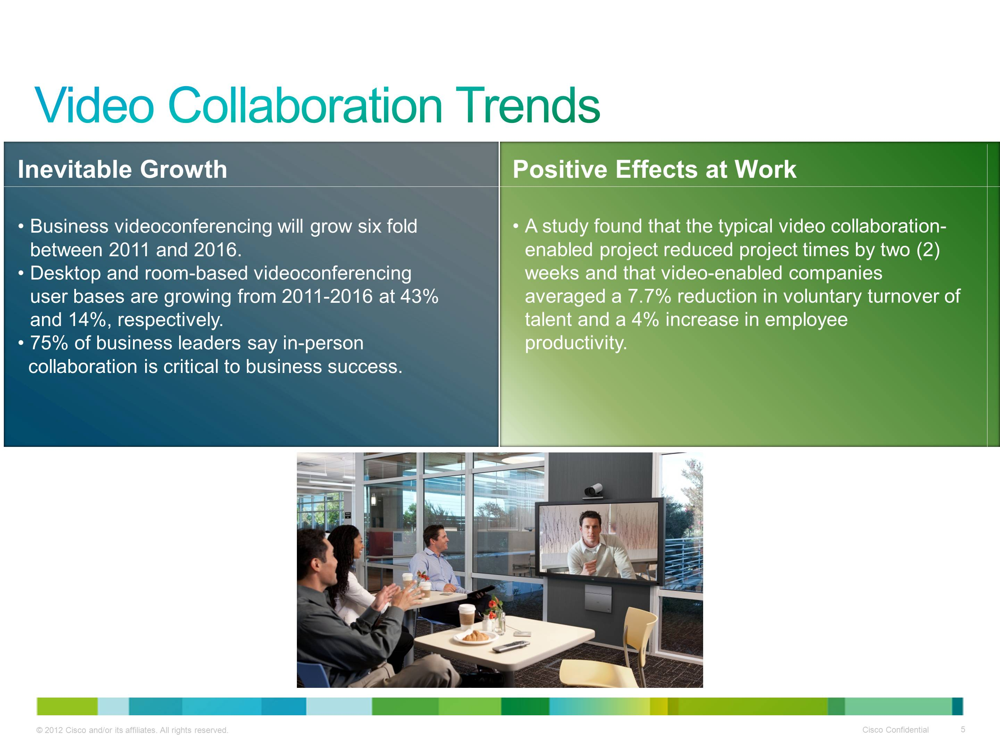 Video Collaboration Trends
Inevitable Growth
• Business videoconferencing will grow six fold
between 2011 and 2016.
• Desktop and room-based videoconferencing
user bases are growing from 2011-2016 at 43%
and 14%, respectively.
• 75% of business leaders say in-person
collaboration is critical to business success.
Positive Effects at Work
• A study found that the typical video collaboration-
enabled project reduced project times by two (2)
weeks and that video-enabled companies
averaged a 7.7% reduction in voluntary turnover of
talent and a 4% increase in employee
productivity.
© 2012 Cisco and/or its affiliates. All rights reserved.
Cisco Confidential
5